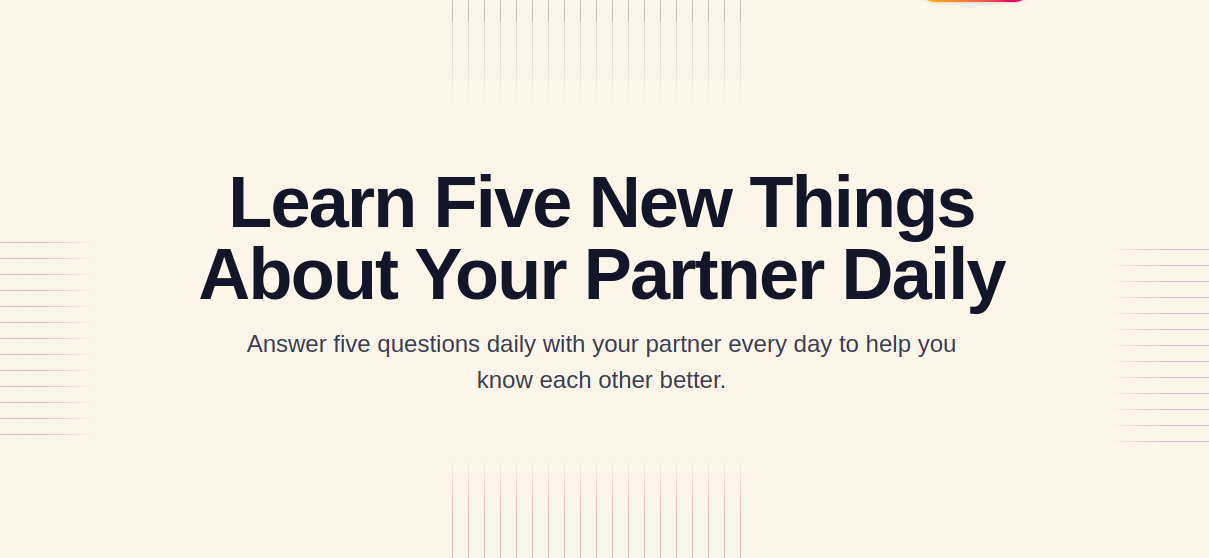 Learn Five New Things
About Your Partner Daily
Answer five questions daily with your partner every day to help you
know each other better.